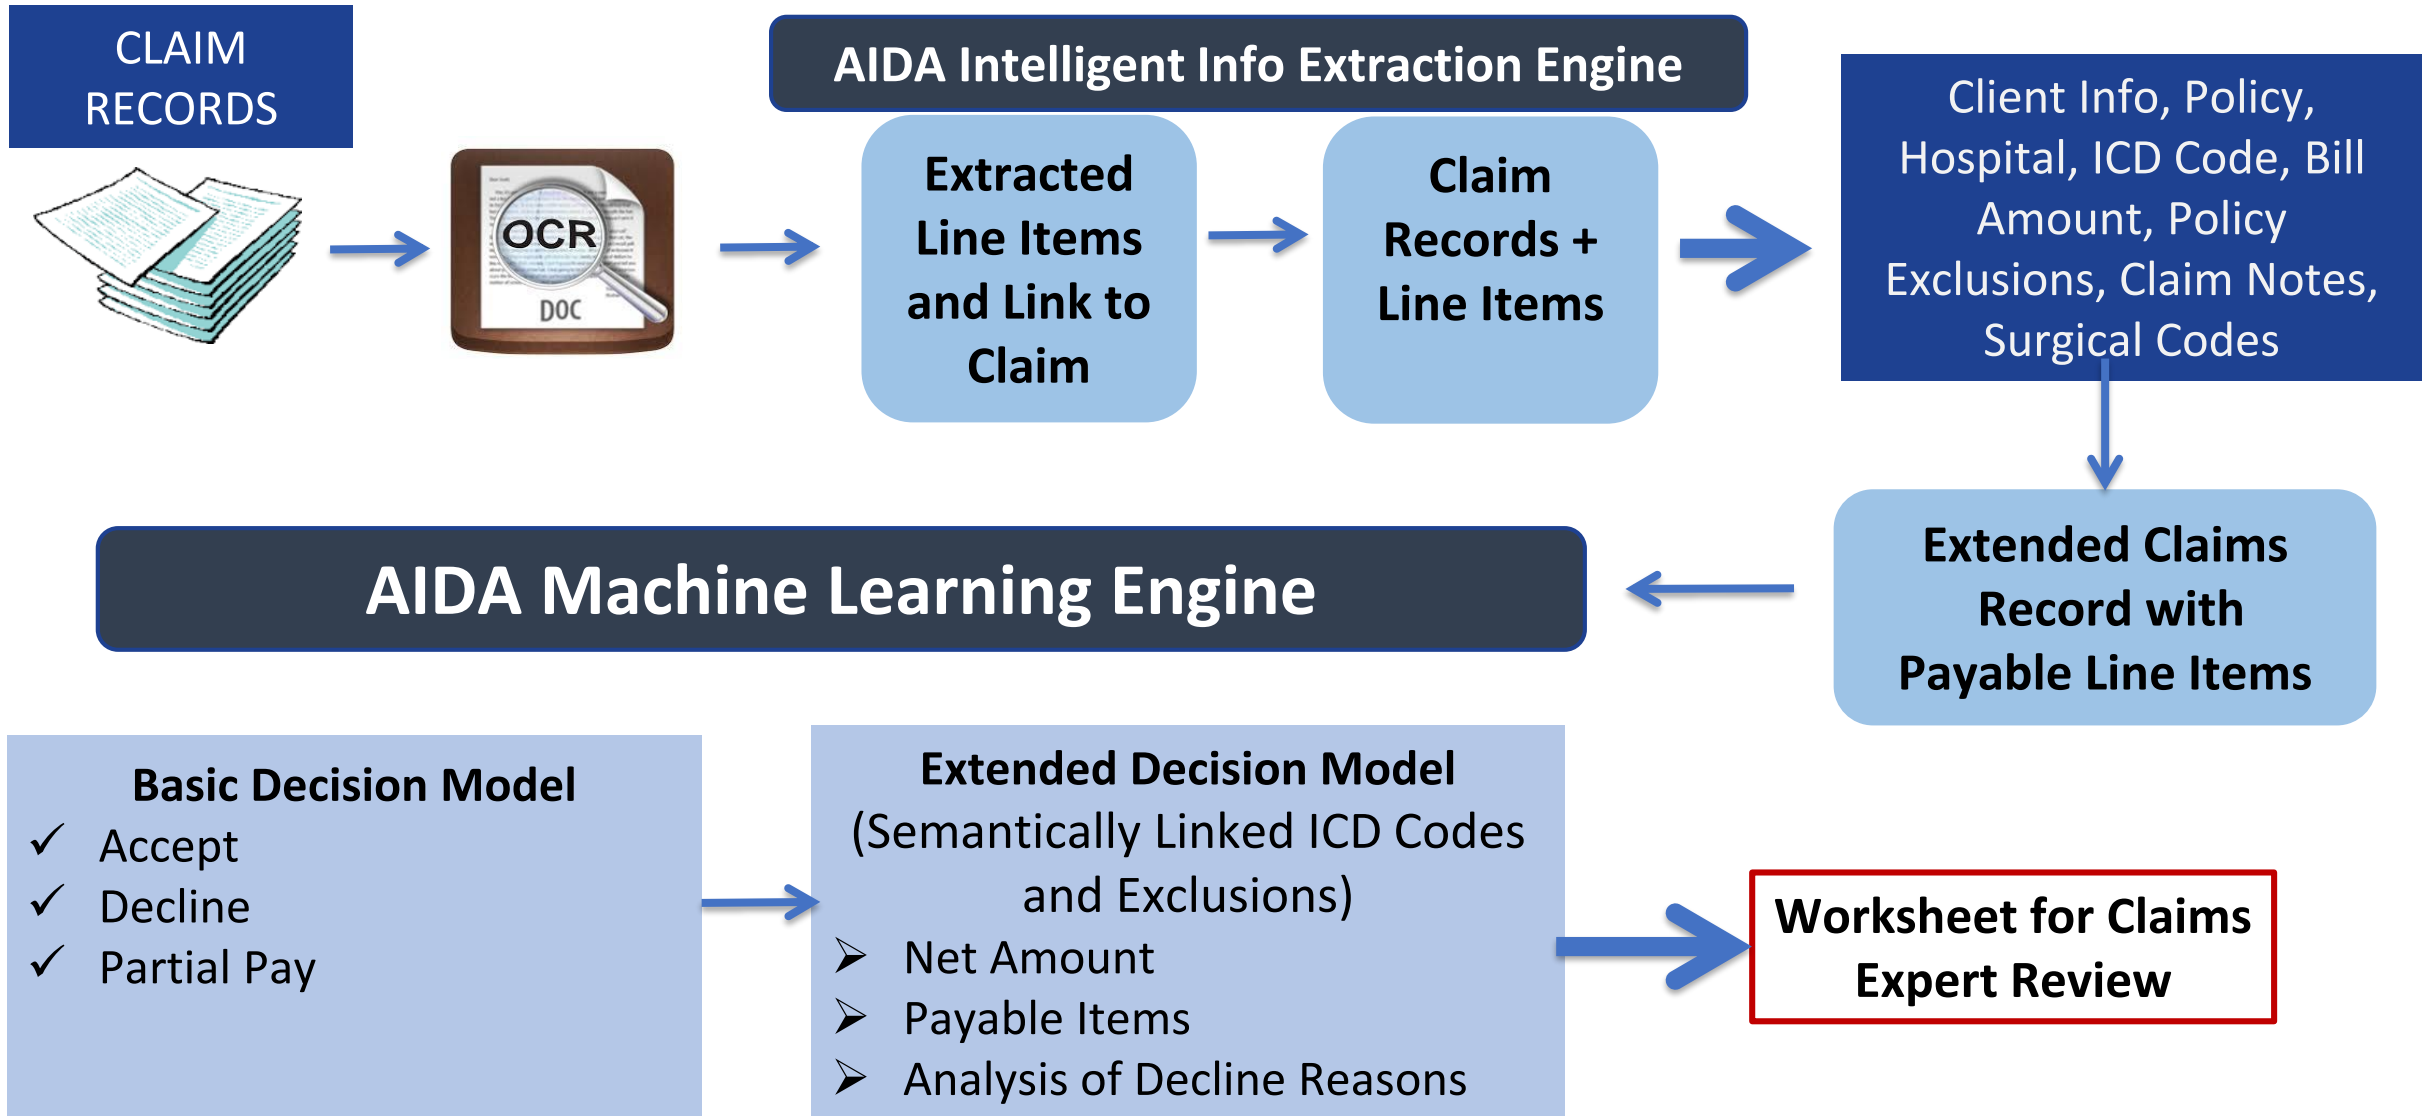 CLAIM
RECORDS
OCR
DOC
AIDA Intelligent Info Extraction Engine
Extracted
Line Items
and Link to
Claim
Claim
Records +
Line Items
Client Info, Policy,
Hospital, ICD Code, Bill
Amount, Policy
Exclusions, Claim Notes,
Surgical Codes
Extended Claims
Record with
Payable Line Items
AIDA Machine Learning Engine
Basic Decision Model
✓ Accept
✓ Decline
✓ Partial Pay
Extended Decision Model
(Semantically Linked ICD Codes
and Exclusions)
➢ Net Amount
➢ Payable Items
➢ Analysis of Decline Reasons
Worksheet for Claims
Expert Review